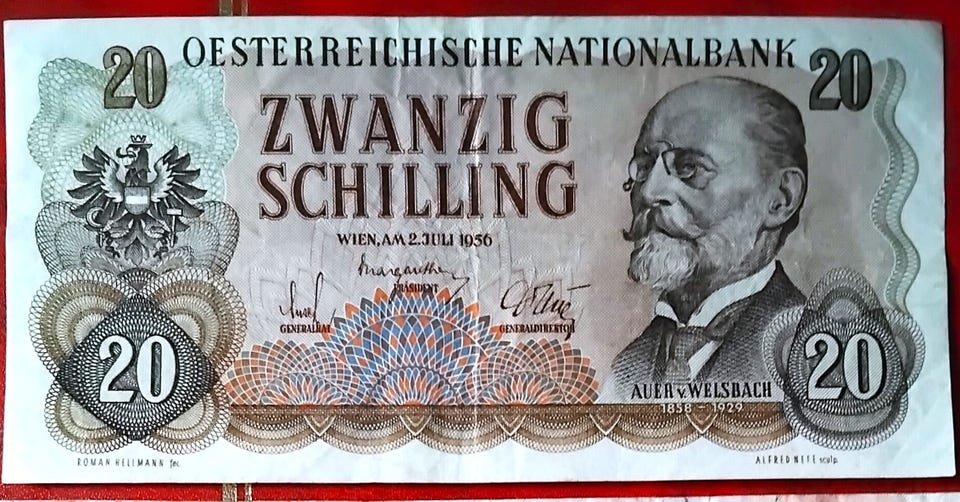 20 OESTERREICHISCHE NATIONALBANK 20
ZWANZIG
SCHILLING
WIEN, AM 2. JULI 1956
PRÄSIDENT
GENERALRAT GENERALDIREKTOR
20
AUER v. WELSBACH
1858 – 1929
20
ROMAN HELLMANN fec. ALFRED NEFE sculp.